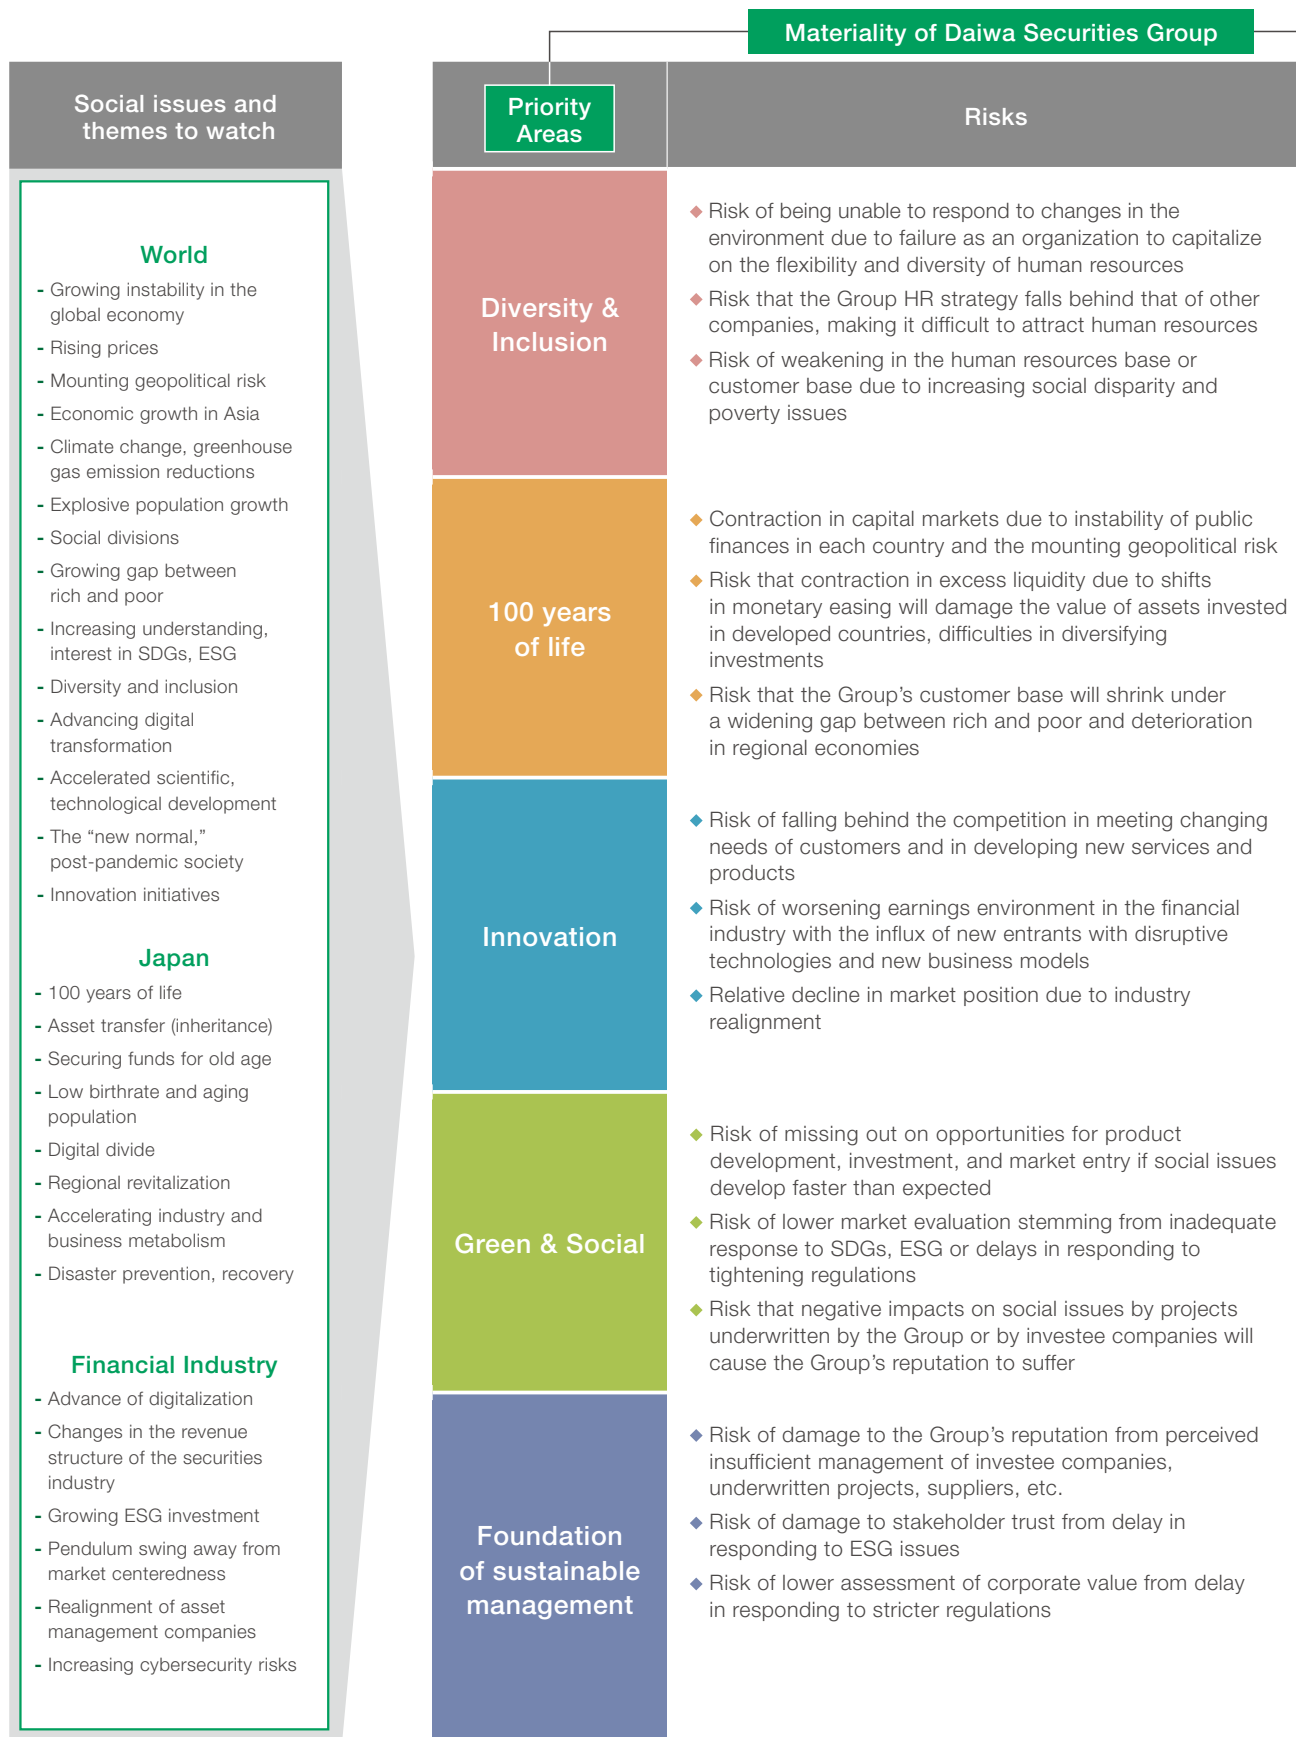 Materiality of Daiwa Securities Group
Social issues and
themes to watch
World
- Growing instability in the
global economy
- Rising prices
- Mounting geopolitical risk
- Economic growth in Asia
- Climate change, greenhouse
gas emission reductions
- Explosive population growth
- Social divisions
- Growing gap between
rich and poor
- Increasing understanding,
interest in SDGs, ESG
- Diversity and inclusion
- Advancing digital
transformation
- Accelerated scientific,
technological development
- The “new normal,”
post-pandemic society
- Innovation initiatives
Japan
- 100 years of life
- Asset transfer (inheritance)
- Securing funds for old age
- Low birthrate and aging
population
- Digital divide
- Regional revitalization
- Accelerating industry and
business metabolism
- Disaster prevention, recovery
Financial Industry
- Advance of digitalization
- Changes in the revenue
structure of the securities
industry
- Growing ESG investment
- Pendulum swing away from
market centeredness
- Realignment of asset
management companies
- Increasing cybersecurity risks
Priority
Areas
Risks
Diversity &
Inclusion
◆ Risk of being unable to respond to changes in the
environment due to failure as an organization to capitalize
on the flexibility and diversity of human resources
◆ Risk that the Group HR strategy falls behind that of other
companies, making it difficult to attract human resources
◆ Risk of weakening in the human resources base or
customer base due to increasing social disparity and
poverty issues
100 years
of life
◆ Contraction in capital markets due to instability of public
finances in each country and the mounting geopolitical risk
◆ Risk that contraction in excess liquidity due to shifts
in monetary easing will damage the value of assets invested
in developed countries, difficulties in diversifying
investments
◆ Risk that the Group’s customer base will shrink under
a widening gap between rich and poor and deterioration
in regional economies
Innovation
◆ Risk of falling behind the competition in meeting changing
needs of customers and in developing new services and
products
◆ Risk of worsening earnings environment in the financial
industry with the influx of new entrants with disruptive
technologies and new business models
◆ Relative decline in market position due to industry
realignment
Green & Social
◆ Risk of missing out on opportunities for product
development, investment, and market entry if social issues
develop faster than expected
◆ Risk of lower market evaluation stemming from inadequate
response to SDGs, ESG or delays in responding to
tightening regulations
◆ Risk that negative impacts on social issues by projects
underwritten by the Group or by investee companies will
cause the Group’s reputation to suffer
Foundation
of sustainable
management
◆ Risk of damage to the Group’s reputation from perceived
insufficient management of investee companies,
underwritten projects, suppliers, etc.
◆ Risk of damage to stakeholder trust from delay in
responding to ESG issues
◆ Risk of lower assessment of corporate value from delay
in responding to stricter regulations